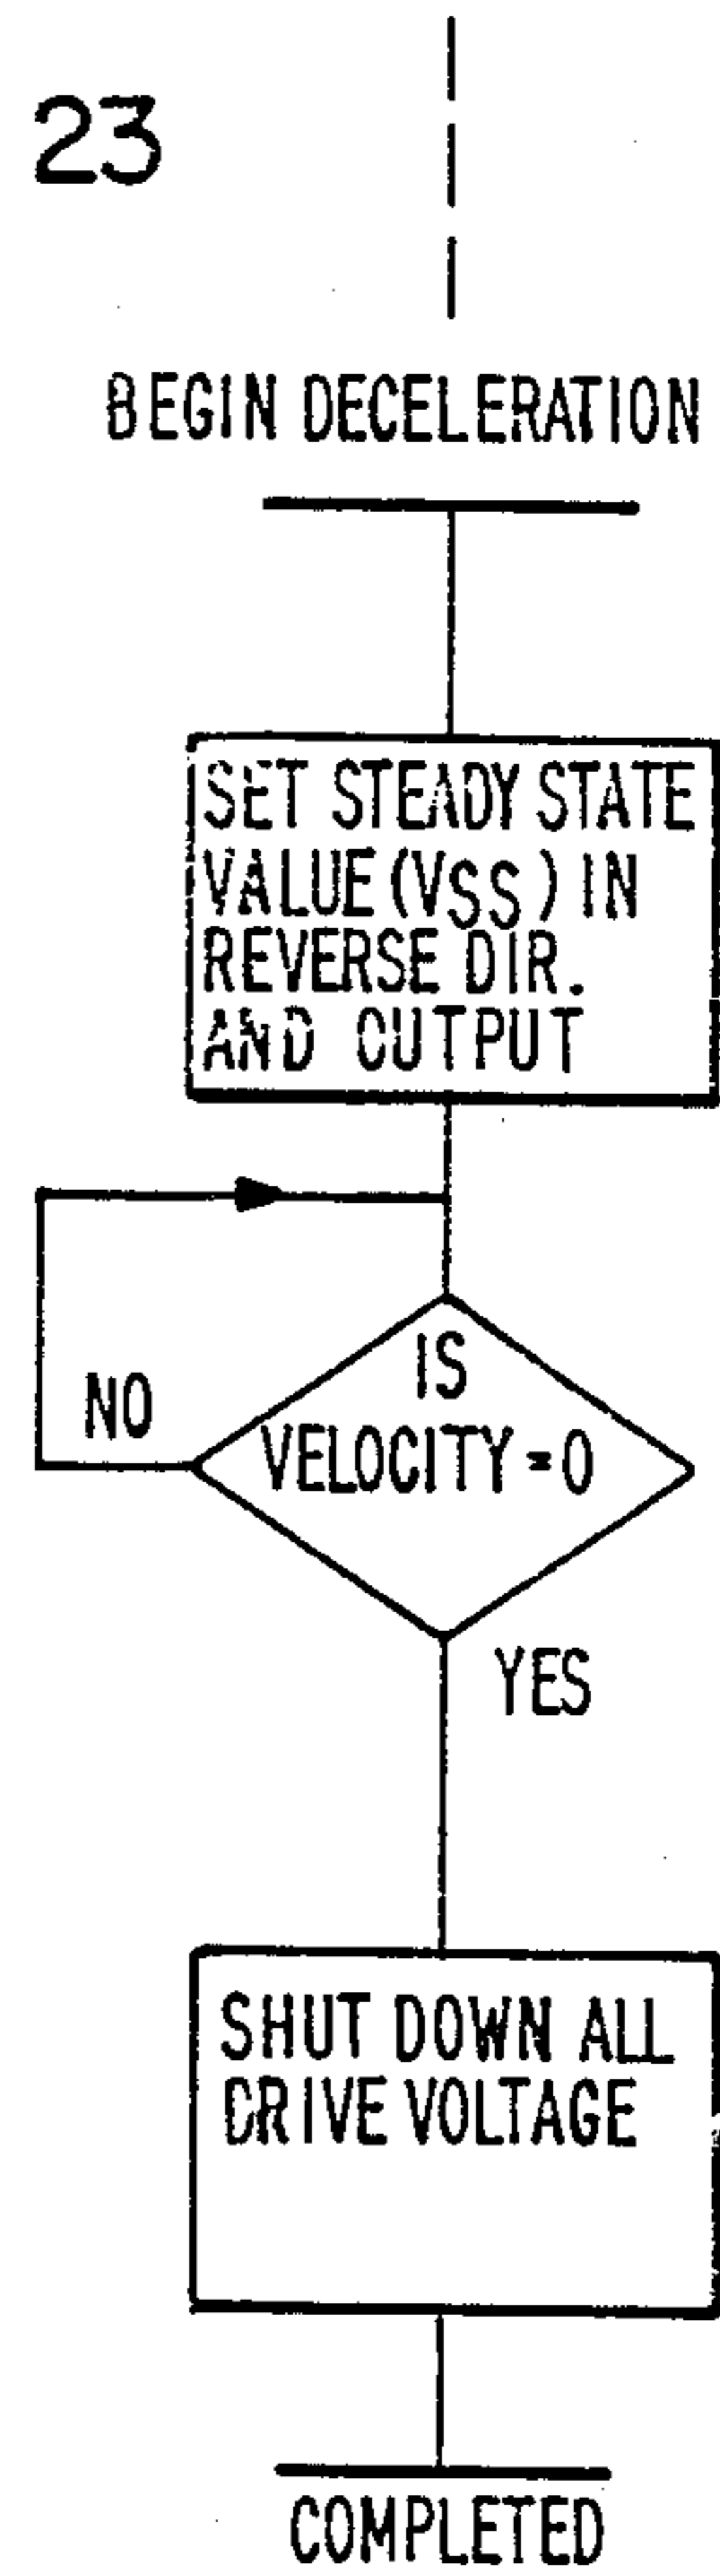 23
BEGIN DECELERATION
SET STEADY STATE
VALUE (VSS) IN
REVERSE DIR.
AND OUTPUT
IS
VELOCITY = 0
NO
YES
SHUT DOWN ALL
DRIVE VOLTAGE
COMPLETED